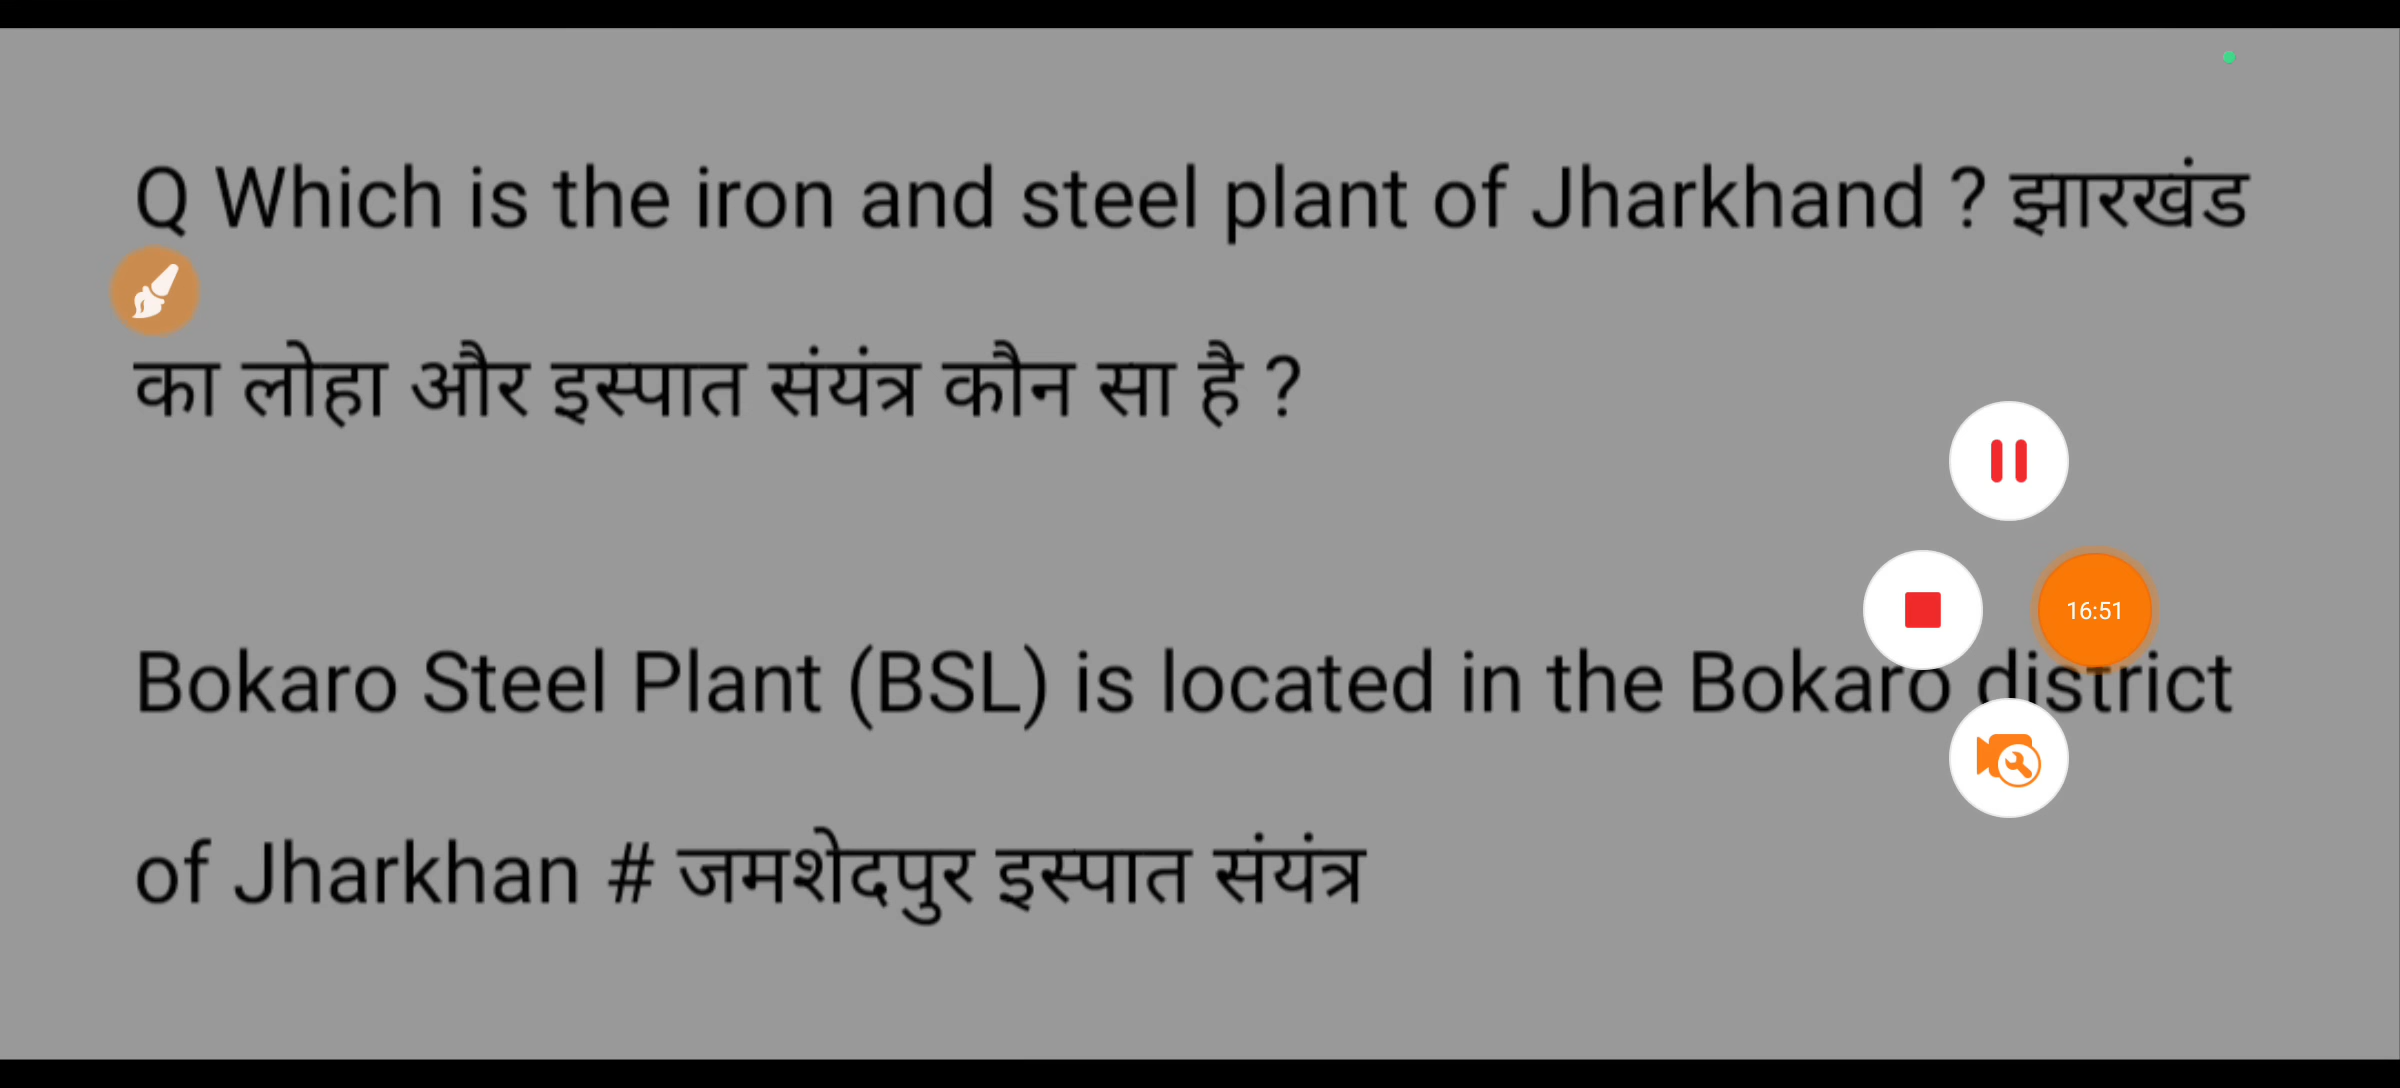 Q Which is the iron and steel plant of Jharkhand ? झारखंड
का लोहा और इस्पात संयंत्र कौन सा है ?
16:51
Bokaro Steel Plant (BSL) is located in the Bokaro district
of Jharkhan # जमशेदपुर इस्पात संयंत्र